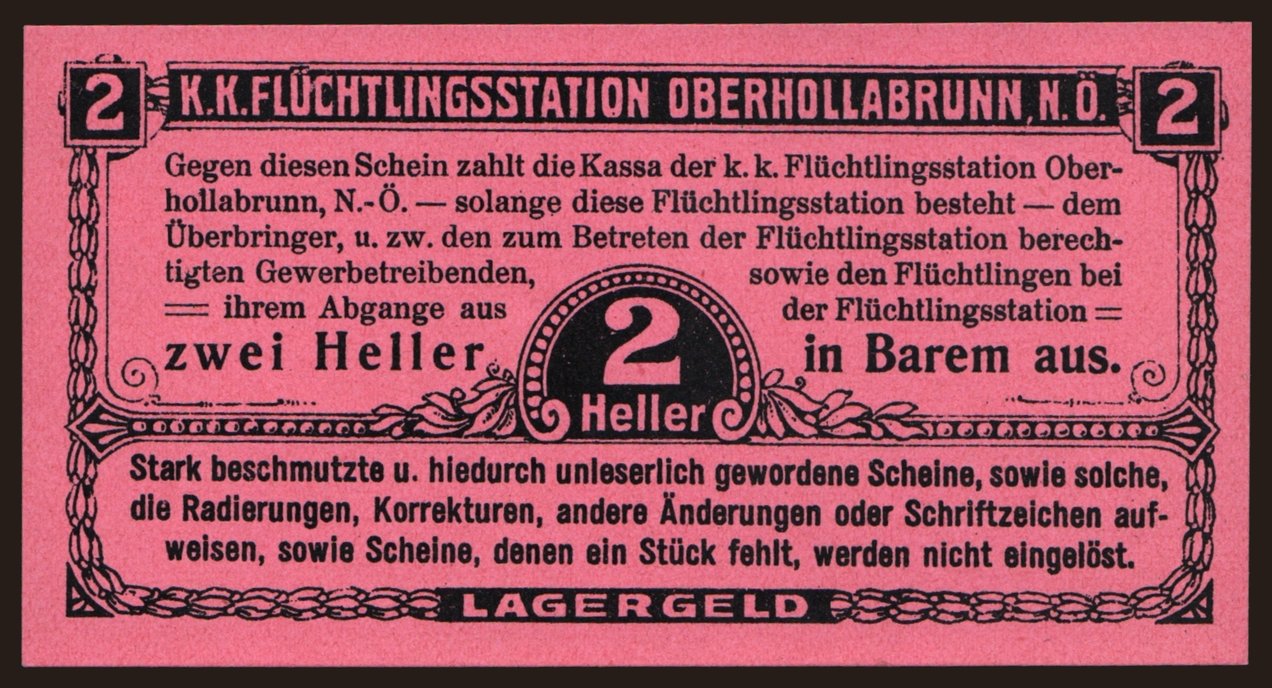 2 K.K.FLÜCHTLINGSSTATION OBERHOLLABRUNN, N.Ö. 2
Gegen diesen Schein zahlt die Kassa der k. k. Flüchtlingsstation Ober-
hollabrunn, N.-Ö. — solange diese Flüchtlingsstation besteht — dem
Überbringer, u. zw. den zum Betreten der Flüchtlingsstation berech-
tigten Gewerbetreibenden, sowie den Flüchtlingen bei
= ihrem Abgange aus der Flüchtlingsstation =
zwei Heller in Barem aus.
2
Heller
Stark beschmutzte u. hiedurch unleserlich gewordene Scheine, sowie solche,
die Radierungen, Korrekturen, andere Änderungen oder Schriftzeichen auf-
weisen, sowie Scheine, denen ein Stück fehlt, werden nicht eingelöst.
LAGERGELD